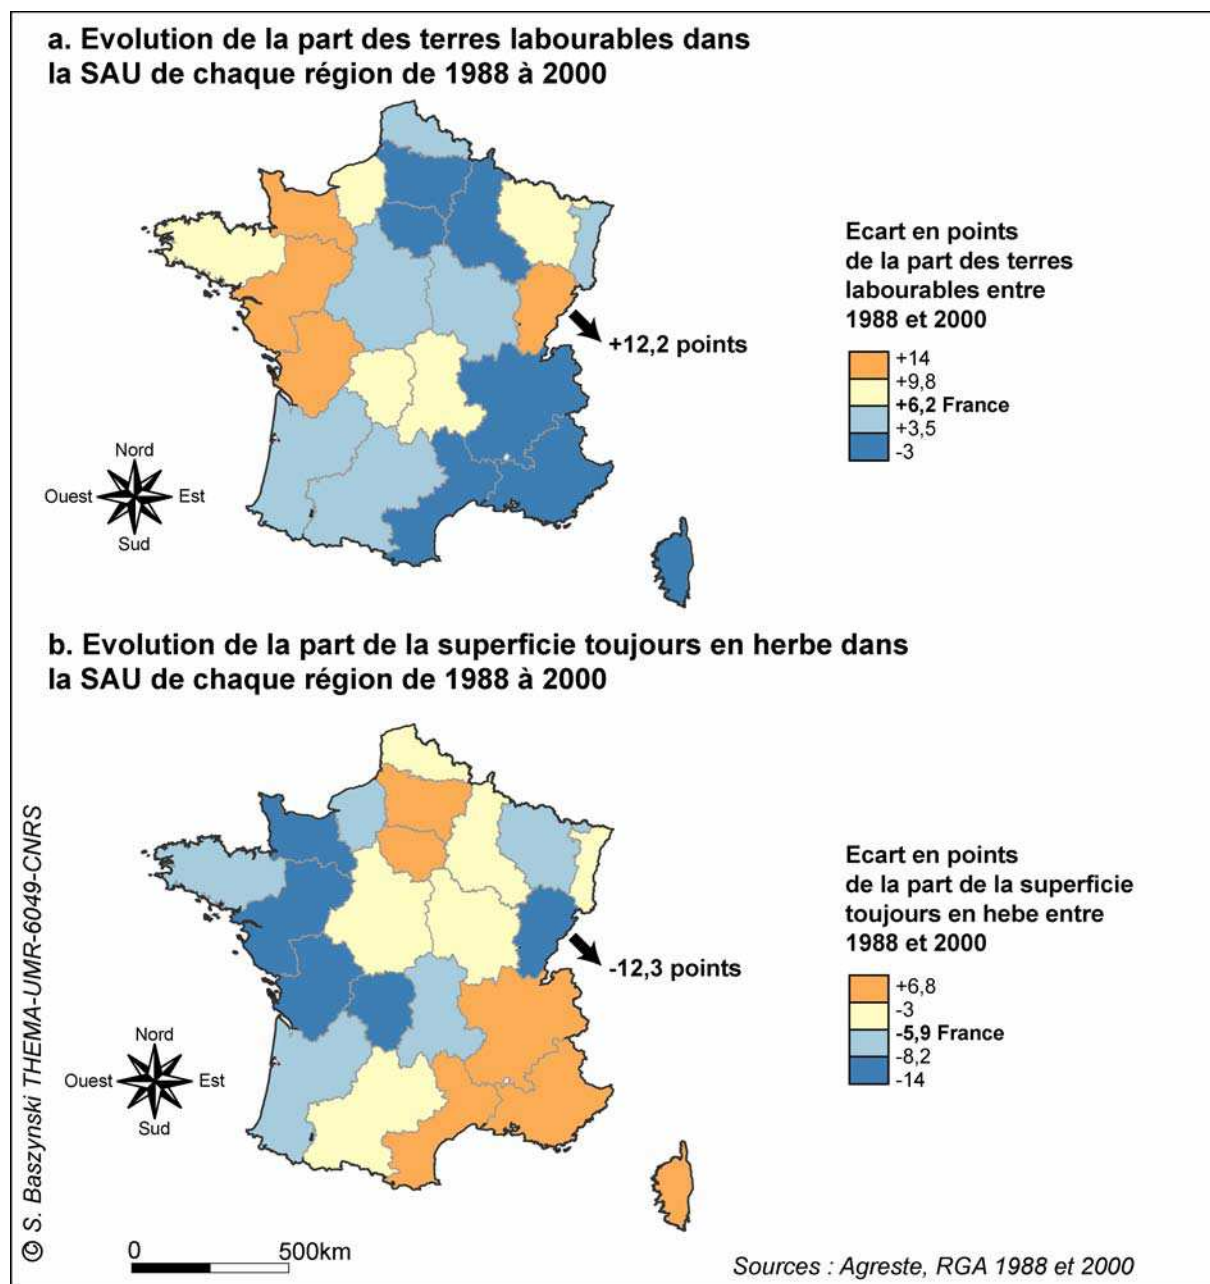 a. Evolution de la part des terres labourables dans
la SAU de chaque région de 1988 à 2000
Ecart en points
de la part des terres
labourables entre
1988 et 2000
+12,2 points
+14
+9,8
+6,2 France
+3,5
-3
Nord
Ouest
Est
Sud
b. Evolution de la part de la superficie toujours en herbe dans
la SAU de chaque région de 1988 à 2000
Ecart en points
de la part de la superficie
toujours en hebe entre
1988 et 2000
-12,3 points
+6,8
-3
-5,9 France
-8,2
-14
Nord
Ouest
Est
Sud
© S. Baszynski THEMA-UMR-6049-CNRS
0
500km
Sources : Agreste, RGA 1988 et 2000